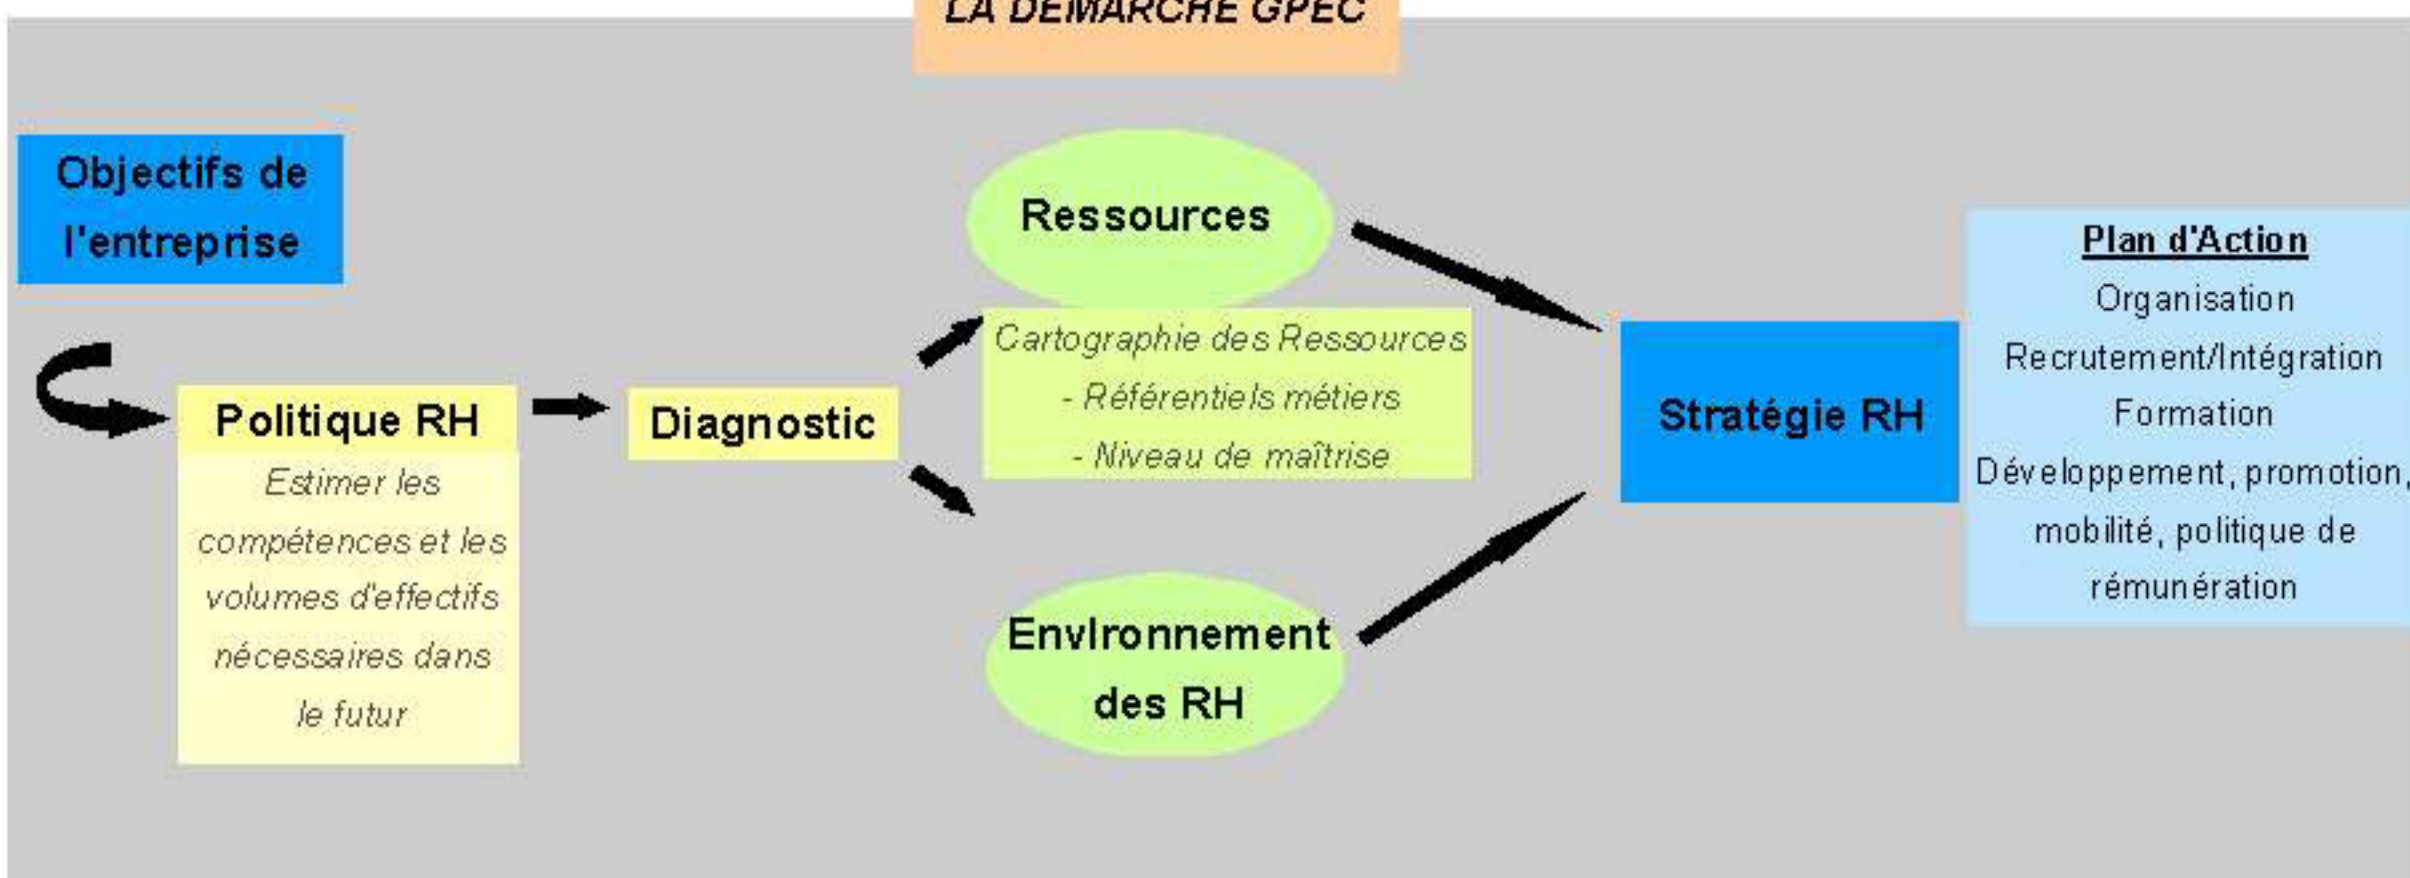 LA DEMARCHE GPEC
Objectifs de
l'entreprise
Politique RH
Estimer les
compétences et les
volumes d'effectifs
nécessaires dans
le futur
Diagnostic
Ressources
Cartographie des Ressources
- Référentiels métiers
- Niveau de maîtrise
Environnement
des RH
Stratégie RH
Plan d'Action
Organisation
Recrutement/Intégration
Formation
Développement, promotion,
mobilité, politique de
rémunération